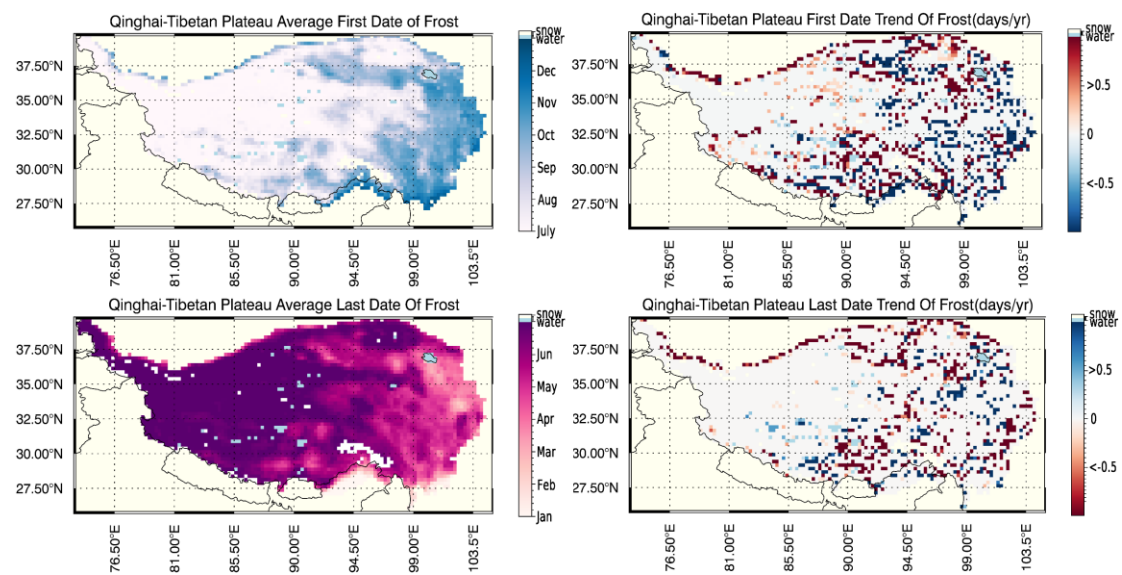 Qinghai-Tibetan Plateau Average First Date of Frost
37.50°N
35.00°N
32.50°N
30.00°N
27.50°N
76.50°E
81.00°E
85.50°E
90.00°E
94.50°E
99.00°E
103.5°E
snow
water
Dec
Nov
Oct
Sep
Aug
July
Qinghai-Tibetan Plateau First Date Trend Of Frost(days/yr)
37.50°N
35.00°N
32.50°N
30.00°N
27.50°N
76.50°E
81.00°E
85.50°E
90.00°E
94.50°E
99.00°E
103.5°E
snow
water
>0.5
0
<-0.5
Qinghai-Tibetan Plateau Average Last Date Of Frost
37.50°N
35.00°N
32.50°N
30.00°N
27.50°N
76.50°E
81.00°E
85.50°E
90.00°E
94.50°E
99.00°E
103.5°E
snow
water
Jun
May
Apr
Mar
Feb
Jan
Qinghai-Tibetan Plateau Last Date Trend Of Frost(days/yr)
37.50°N
35.00°N
32.50°N
30.00°N
27.50°N
76.50°E
81.00°E
85.50°E
90.00°E
94.50°E
99.00°E
103.5°E
snow
water
>0.5
0
<-0.5